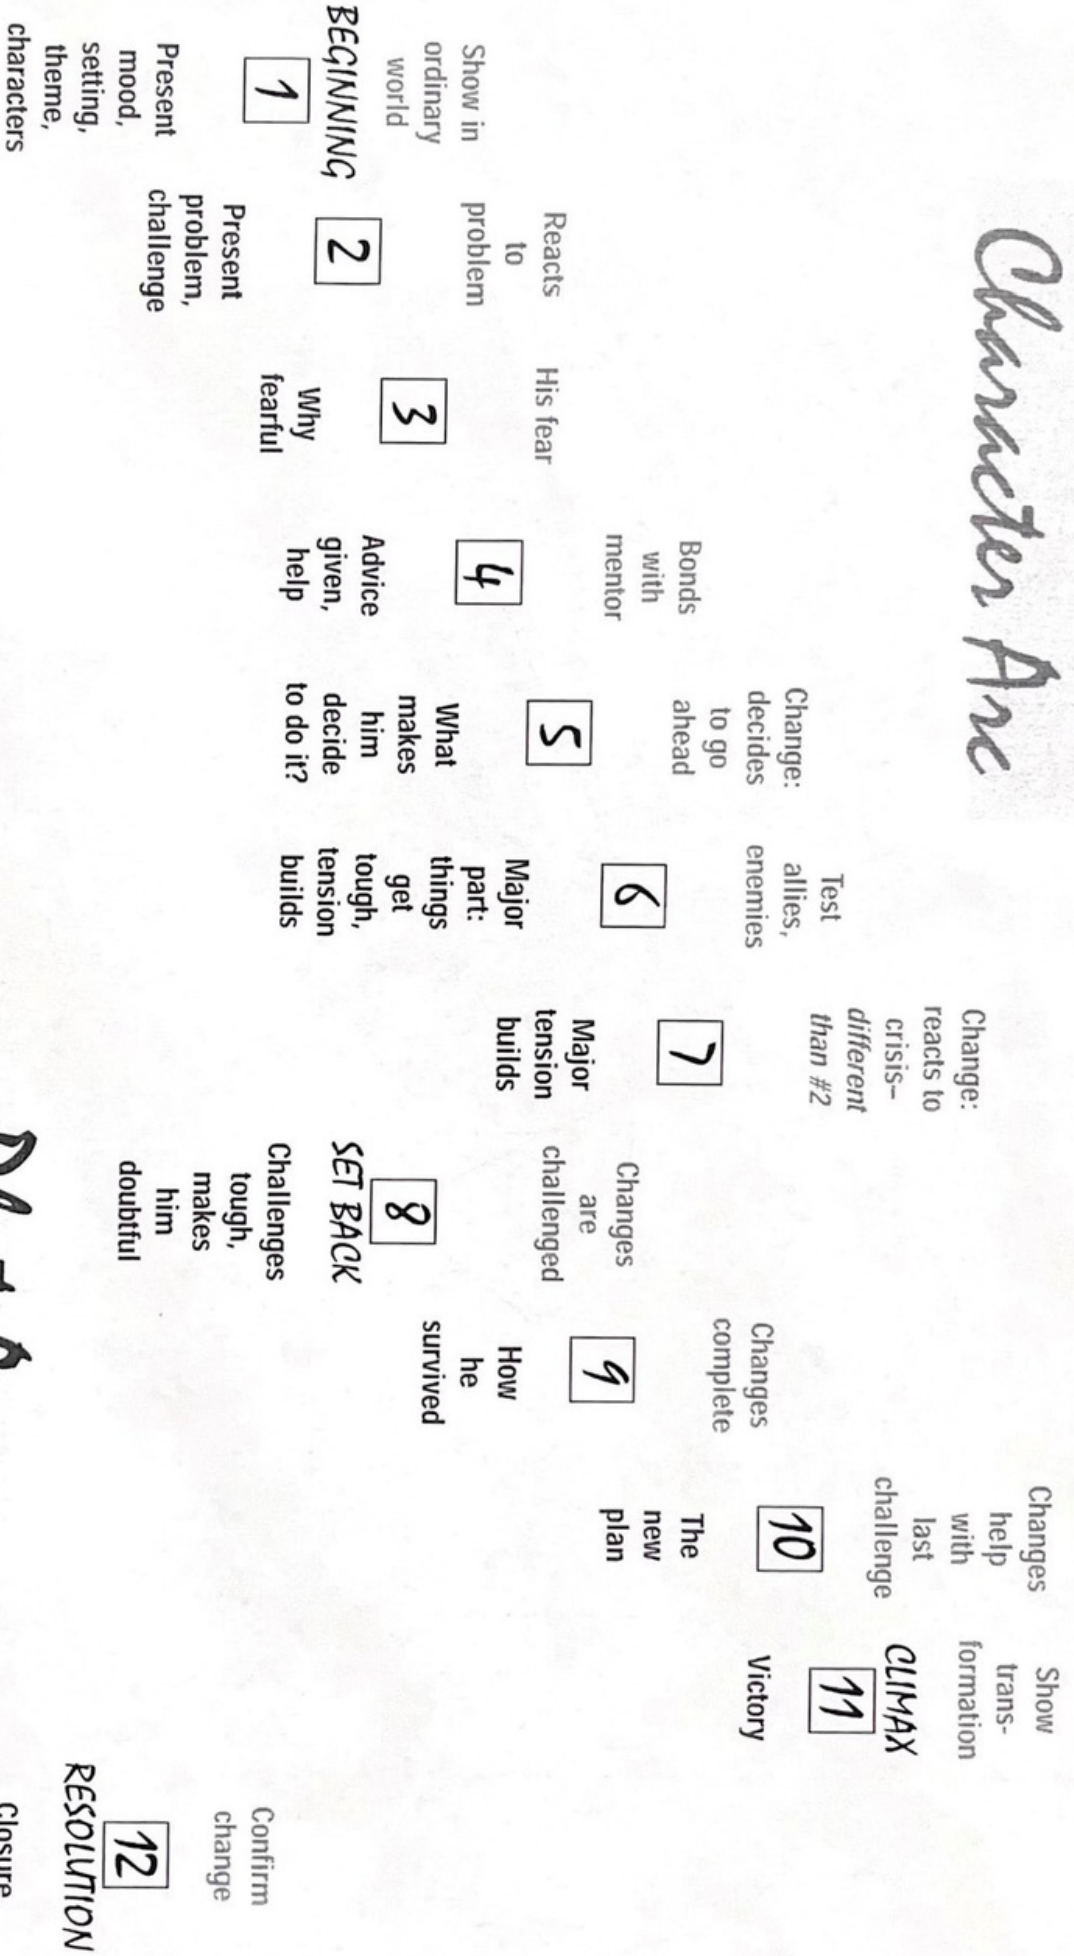 Character Arc
Show in
ordinary
world
BEGINNING
1
Present
mood,
setting,
theme,
characters
Reacts
to
problem
2
Present
problem,
challenge
His fear
3
Why
fearful
Bonds
with
mentor
4
Advice
given,
help
Change:
decides
to go
ahead
5
What
makes
him
decide
to do it?
Test
allies,
enemies
6
Major
part:
things
get
tough,
tension
builds
Change:
reacts to
crisis–
different
than #2
7
Major
tension
builds
Changes
are
challenged
8
SET BACK
Challenges
tough,
makes
him
doubtful
Changes
complete
9
How
he
survived
Changes
help
with
last
challenge
10
The
new
plan
Show
trans-
formation
CLIMAX
11
Victory
Confirm
change
12
RESOLUTION
Closure